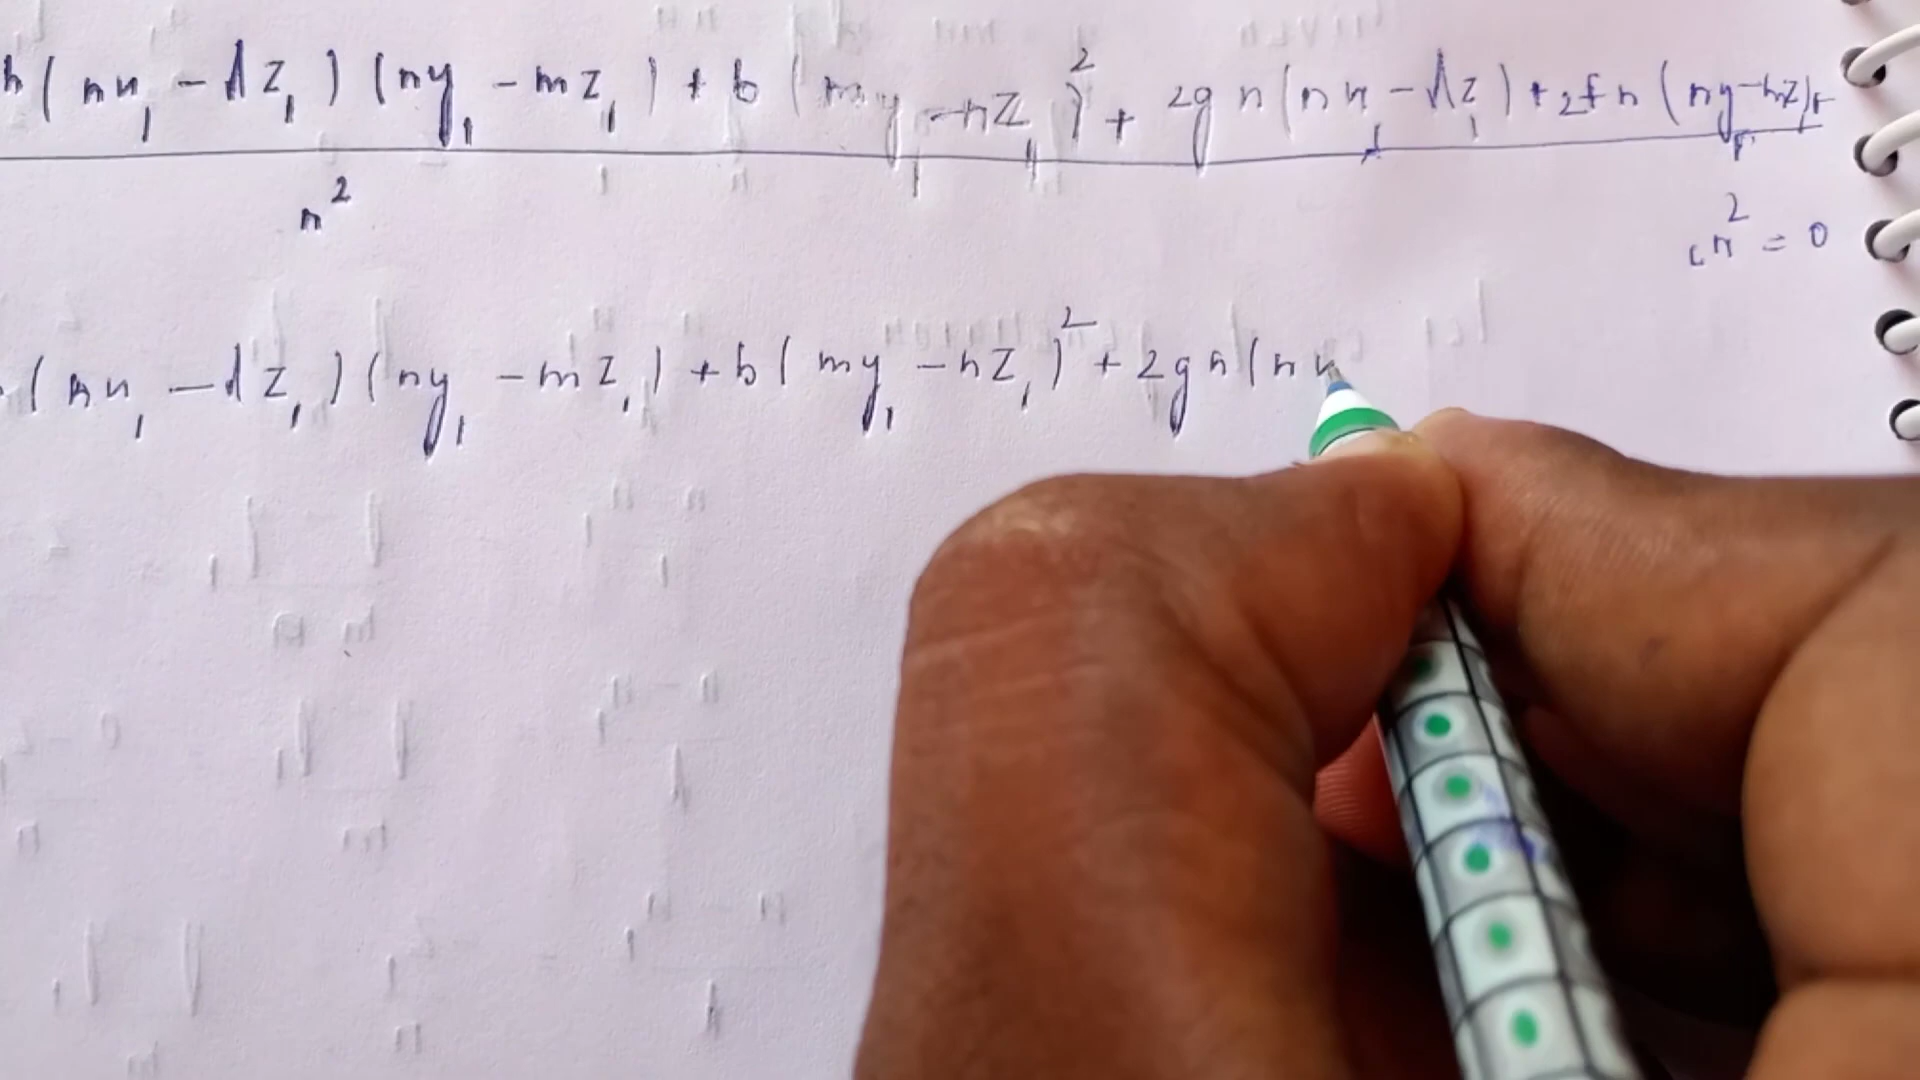 h(nx₁ - lz₁)(ny₁ - mz₁) + b(my₁ - nz₁)² + 2gn(nx₁ - lz₁) + 2fn(ny₁ - mz₁) +
n²
cn² = 0
(nx₁ - lz₁)(ny₁ - mz₁) + b(my₁ - nz₁)² + 2gn(nx